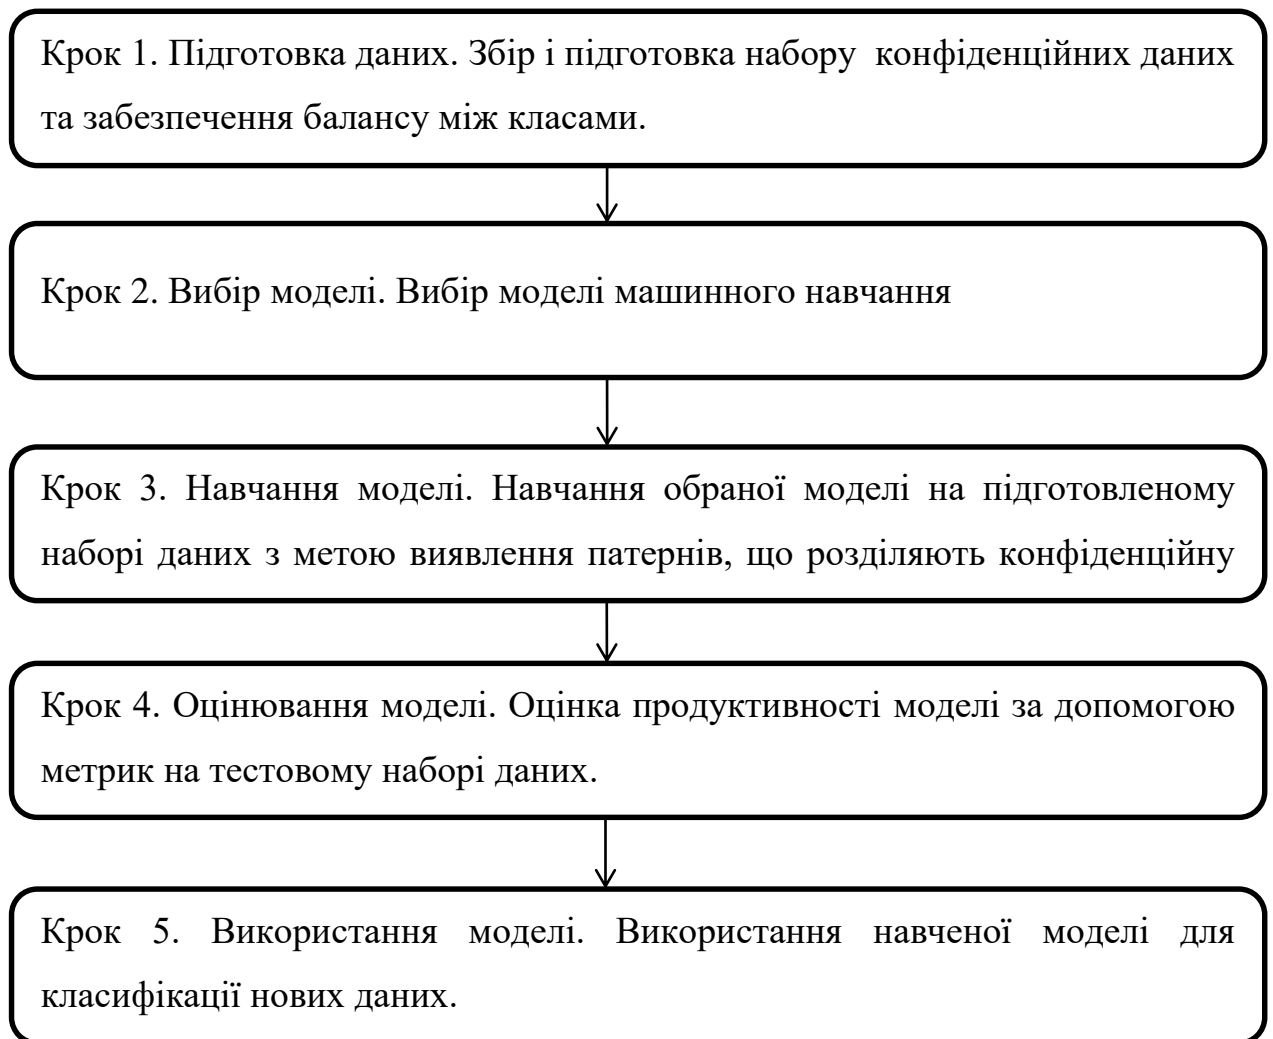 Крок 1. Підготовка даних. Збір і підготовка набору конфіденційних даних
та забезпечення балансу між класами.
Крок 2. Вибір моделі. Вибір моделі машинного навчання
Крок 3. Навчання моделі. Навчання обраної моделі на підготовленому
наборі даних з метою виявлення патернів, що розділяють конфіденційну
Крок 4. Оцінювання моделі. Оцінка продуктивності моделі за допомогою
метрик на тестовому наборі даних.
Крок 5. Використання моделі. Використання навченої моделі для
класифікації нових даних.